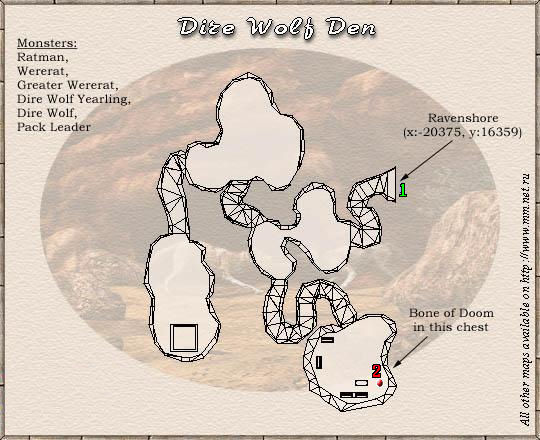 Dire Wolf Den
Monsters:
Ratman,
Wererat,
Greater Wererat,
Dire Wolf Yearling,
Dire Wolf,
Pack Leader
Ravenshore
(x:-20375, y:16359)
1
Bone of Doom
in this chest
2
All other maps available on http://www.mm.net.ru